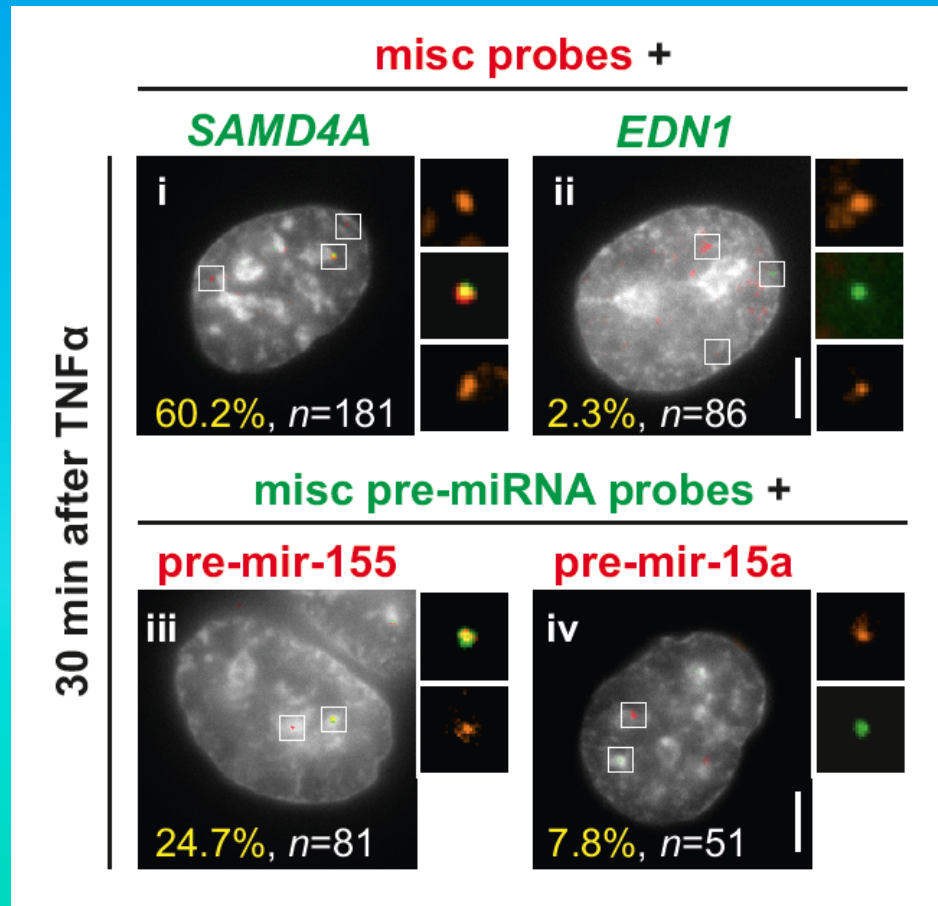 misc probes +
SAMD4A
EDN1
30 min after TNFα
i
ii
60.2%, n=181
2.3%, n=86
misc pre-miRNA probes +
pre-mir-155
pre-mir-15a
iii
iv
24.7%, n=81
7.8%, n=51